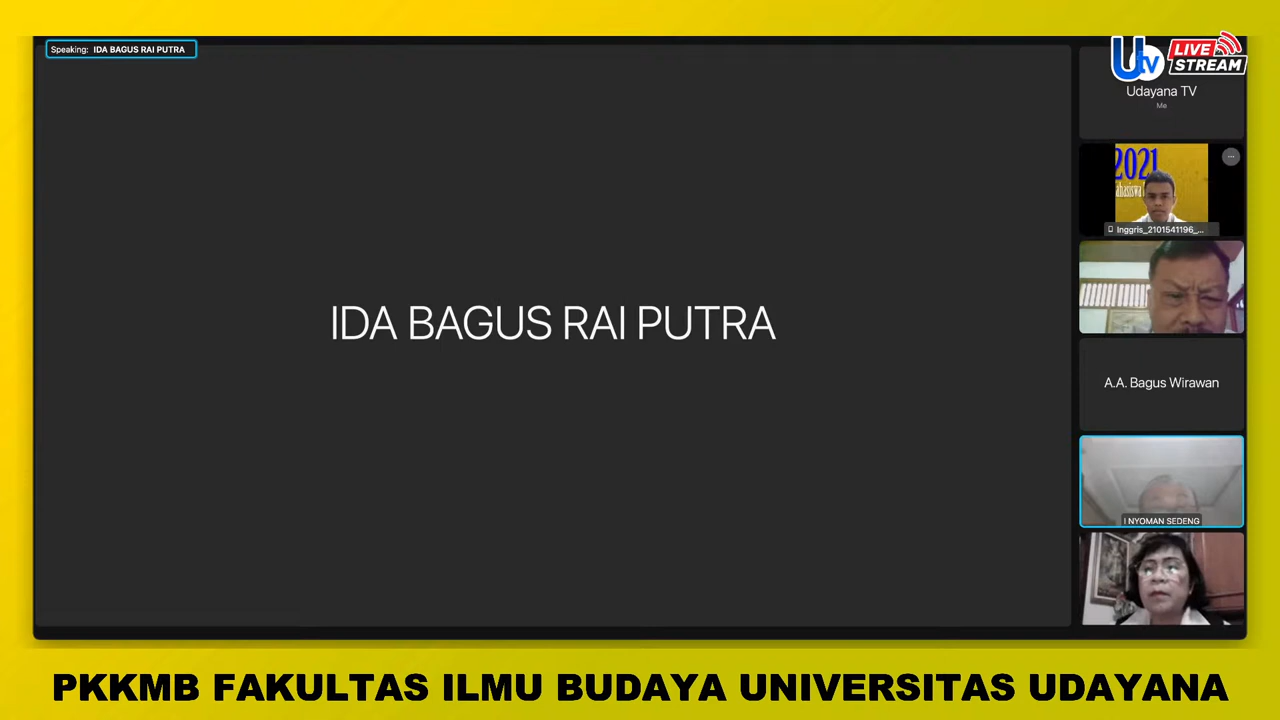 Speaking: IDA BAGUS RAI PUTRA
Utv
LIVE
STREAM
Udayana TV
Me
2021
Inggris_2101541196_...
IDA BAGUS RAI PUTRA
A.A. Bagus Wirawan
I NYOMAN SEDENG
PKKMB FAKULTAS ILMU BUDAYA UNIVERSITAS UDAYANA